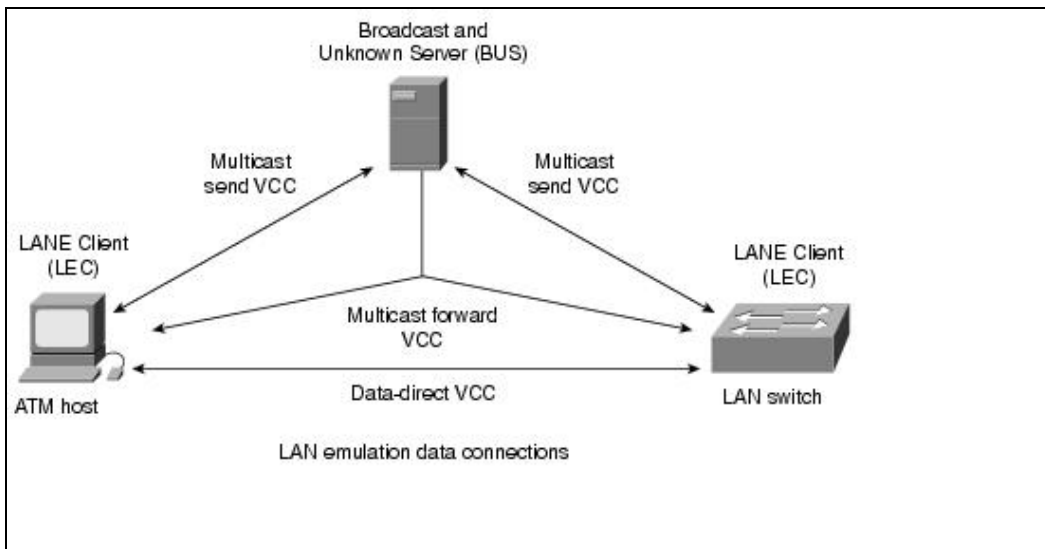 Broadcast and
Unknown Server (BUS)
Multicast
send VCC
Multicast
send VCC
LANE Client
(LEC)
LANE Client
(LEC)
Multicast forward
VCC
Data-direct VCC
ATM host
LAN switch
LAN emulation data connections